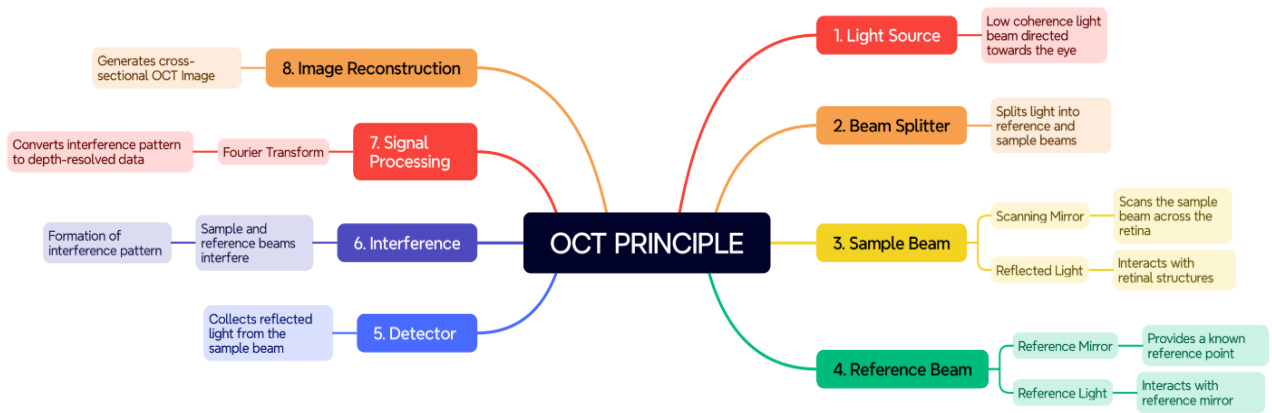 OCT PRINCIPLE
1. Light Source
Low coherence light
beam directed
towards the eye
2. Beam Splitter
Splits light into
reference and
sample beams
3. Sample Beam
Scanning Mirror
Scans the sample
beam across the
retina
Reflected Light
Interacts with
retinal structures
4. Reference Beam
Reference Mirror
Provides a known
reference point
Reference Light
Interacts with
reference mirror
5. Detector
Collects reflected
light from the
sample beam
6. Interference
Sample and
reference beams
interfere
Formation of
interference pattern
7. Signal
Processing
Fourier Transform
Converts interference pattern
to depth-resolved data
8. Image Reconstruction
Generates cross-
sectional OCT Image